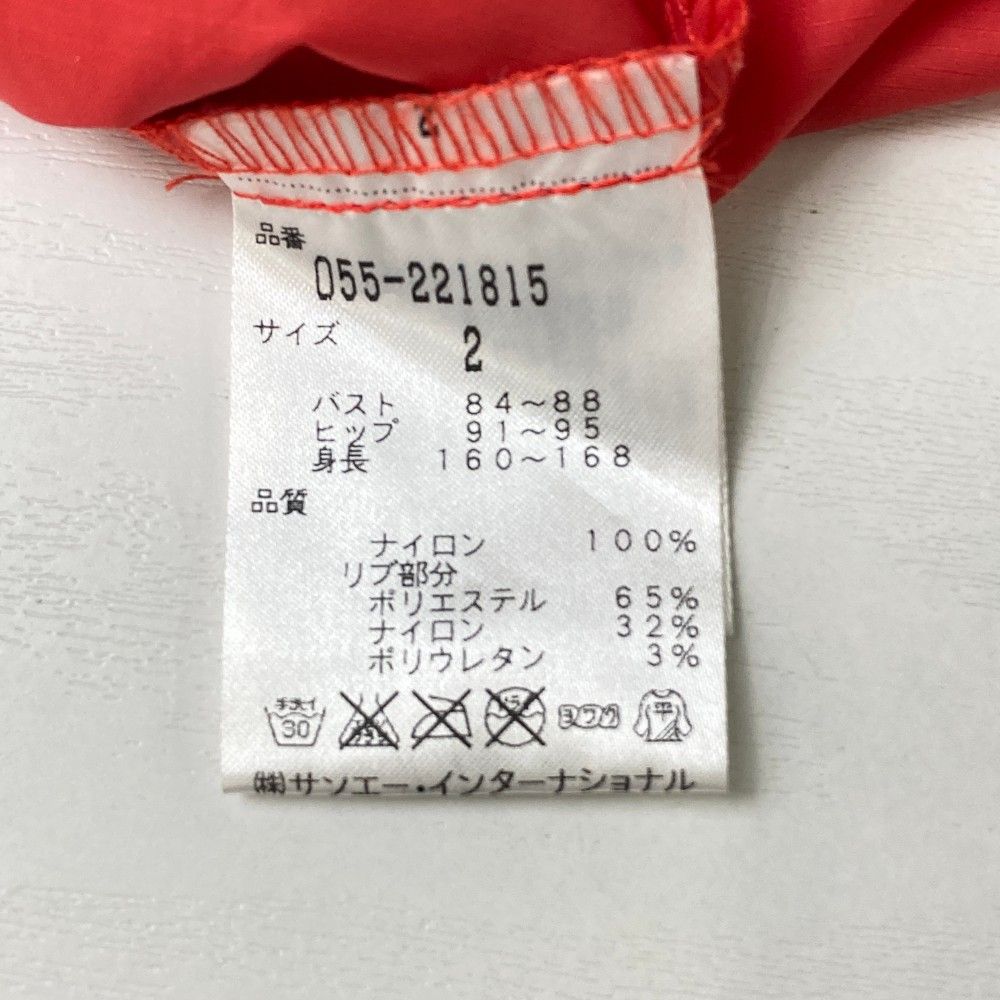 2
品番
055-221815
サイズ
2
バスト 84~88
ヒップ 91~95
身長 160~168
品質
ナイロン 100%
リブ部分
ポリエステル 65%
ナイロン 32%
ポリウレタン 3%
手洗イ 30 ヨワク 平
㈱サンエー・インターナショナル